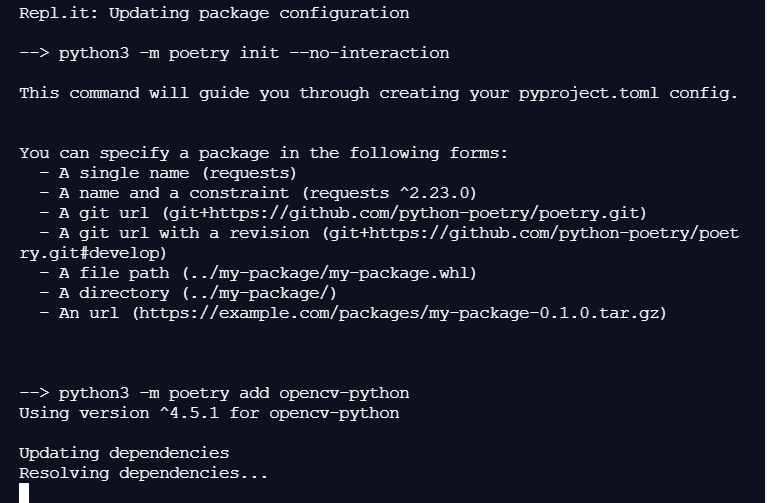 Repl.it: Updating package configuration
--> python3 -m poetry init --no-interaction
This command will guide you through creating your pyproject.toml config.
You can specify a package in the following forms:
- A single name (requests)
- A name and a constraint (requests ^2.23.0)
- A git url (git+https://github.com/python-poetry/poetry.git)
- A git url with a revision (git+https://github.com/python-poetry/poet
ry.git#develop)
- A file path (../my-package/my-package.whl)
- A directory (../my-package/)
- An url (https://example.com/packages/my-package-0.1.0.tar.gz)
--> python3 -m poetry add opencv-python
Using version ^4.5.1 for opencv-python
Updating dependencies
Resolving dependencies...